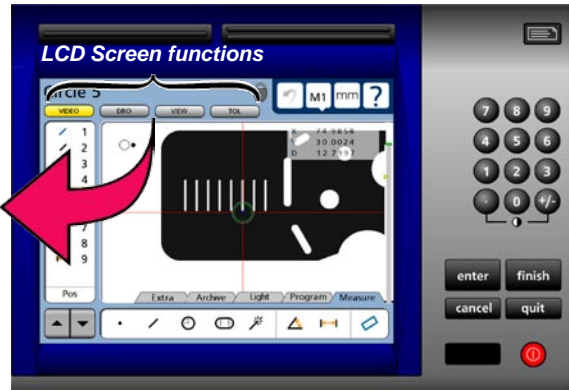 LCD Screen functions
Circle 5
M1 mm ?
VIDEO DRO VIEW TOL
1
2
3
4
7
8
9
X 74.9858
Y 30.0024
D 12.7997
Pos
Extra Archive Light Program Measure
7 8 9
4 5 6
1 2 3
. 0 +/-
enter finish
cancel quit